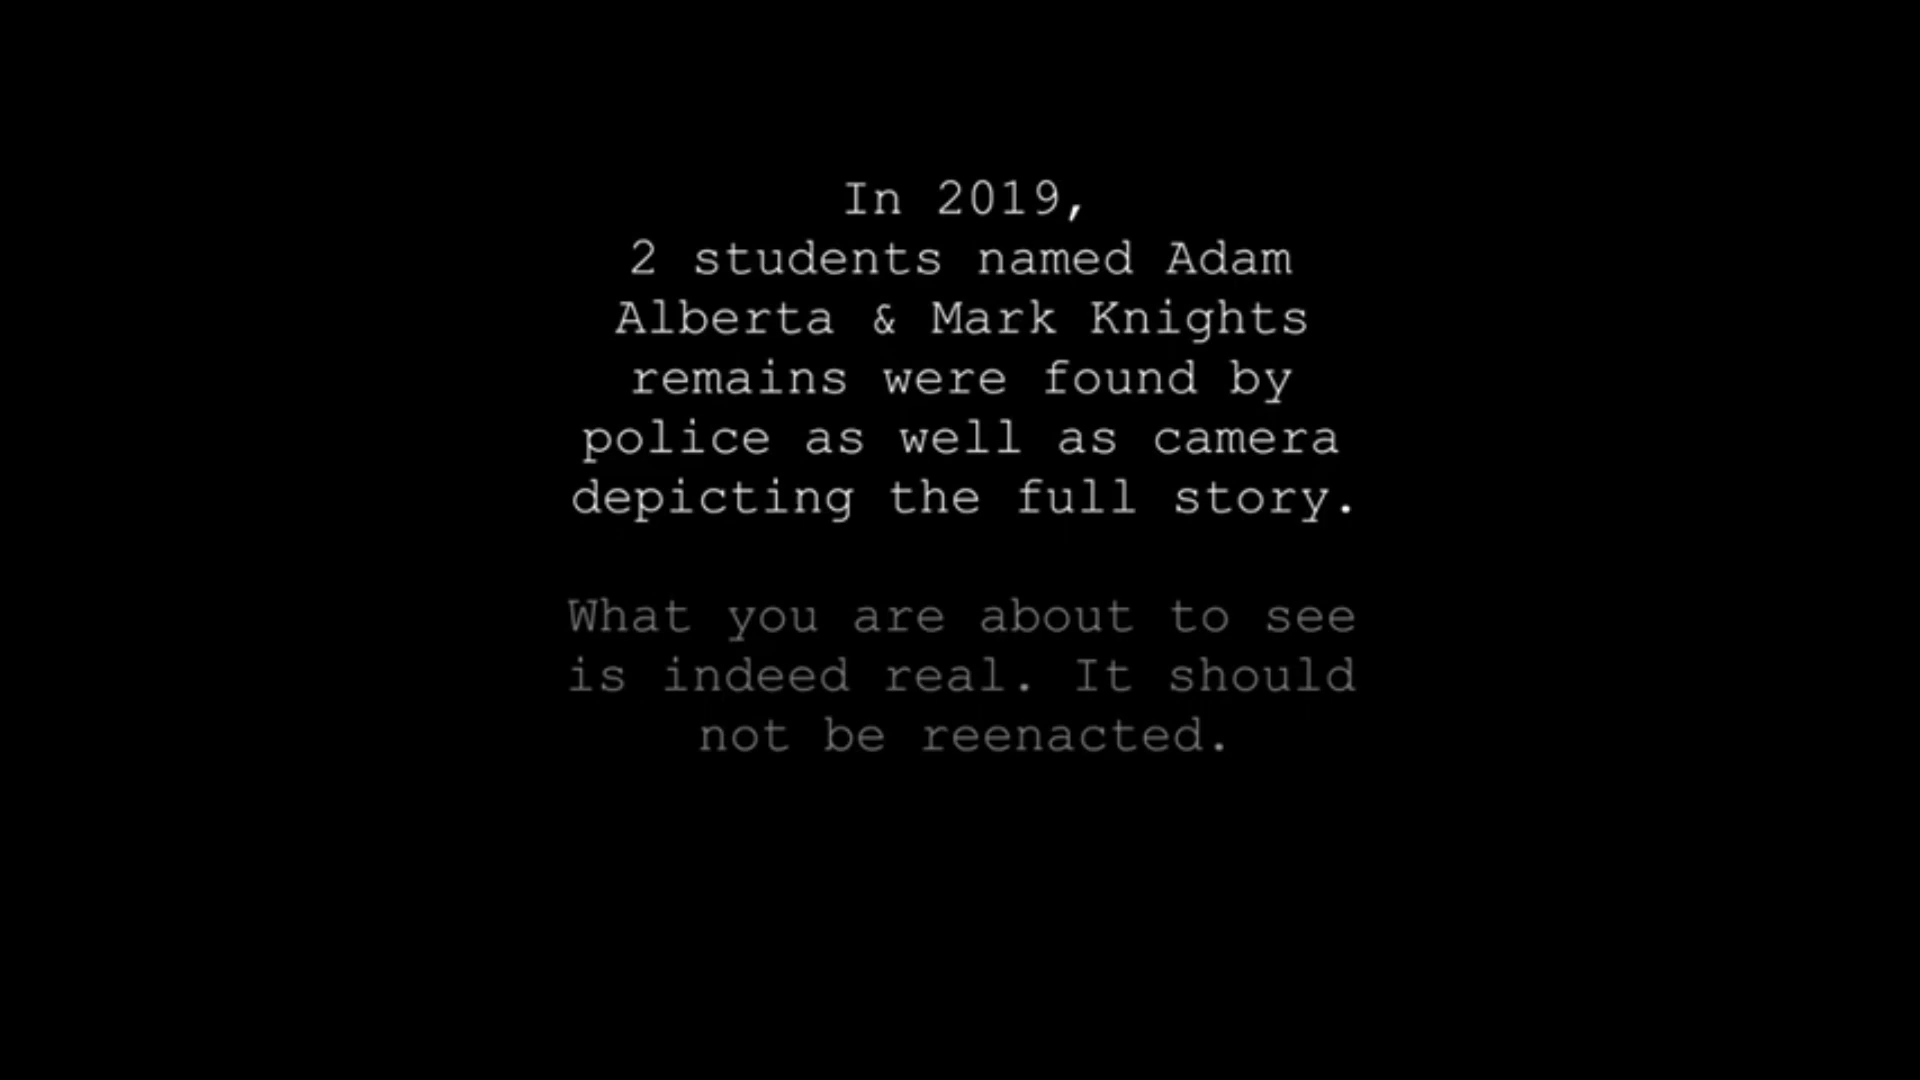 In 2019,
2 students named Adam
Alberta & Mark Knights
remains were found by
police as well as camera
depicting the full story.
What you are about to see
is indeed real. It should
not be reenacted.